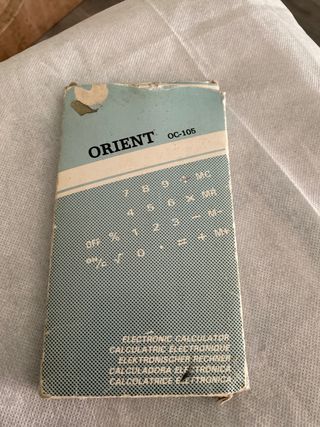 ORIENT OC-105
7 8 9 ÷ MC
4 5 6 × MR
OFF % 1 2 3 − M−
ON/C √ 0 · = + M+
ELECTRONIC CALCULATOR
CALCULATRICE ELECTRONIQUE
ELEKTRONISCHER RECHNER
CALCULADORA ELECTRONICA
CALCOLATRICE ELETTRONICA